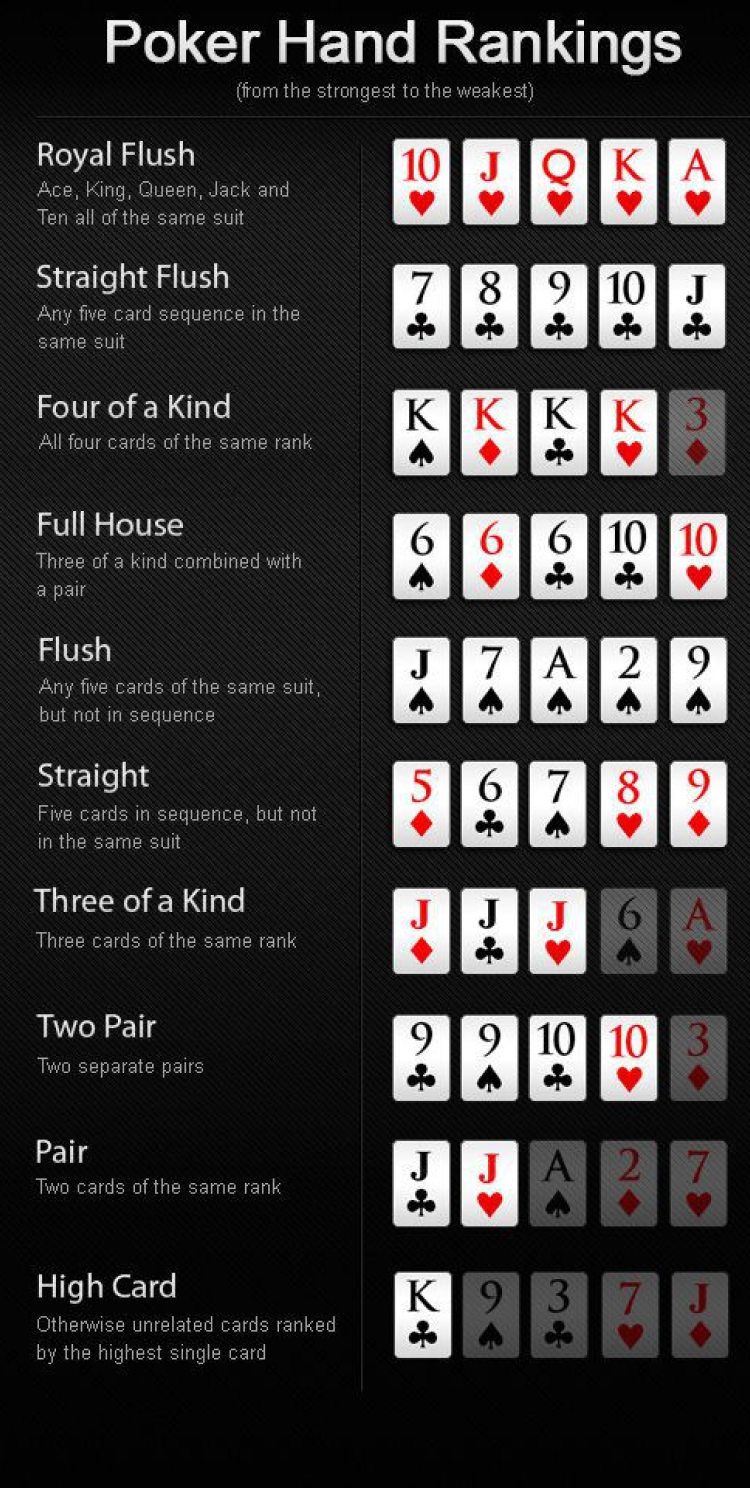 Poker Hand Rankings
(from the strongest to the weakest)
Royal Flush
Ace, King, Queen, Jack and
Ten all of the same suit
10 J Q K A
Straight Flush
Any five card sequence in the
same suit
7 8 9 10 J
Four of a Kind
All four cards of the same rank
K K K K 3
Full House
Three of a kind combined with
a pair
6 6 6 10 10
Flush
Any five cards of the same suit,
but not in sequence
J 7 A 2 9
Straight
Five cards in sequence, but not
in the same suit
5 6 7 8 9
Three of a Kind
Three cards of the same rank
J J J 6 A
Two Pair
Two separate pairs
9 9 10 10 3
Pair
Two cards of the same rank
J J A 2 7
High Card
Otherwise unrelated cards ranked
by the highest single card
K 9 3 7 J